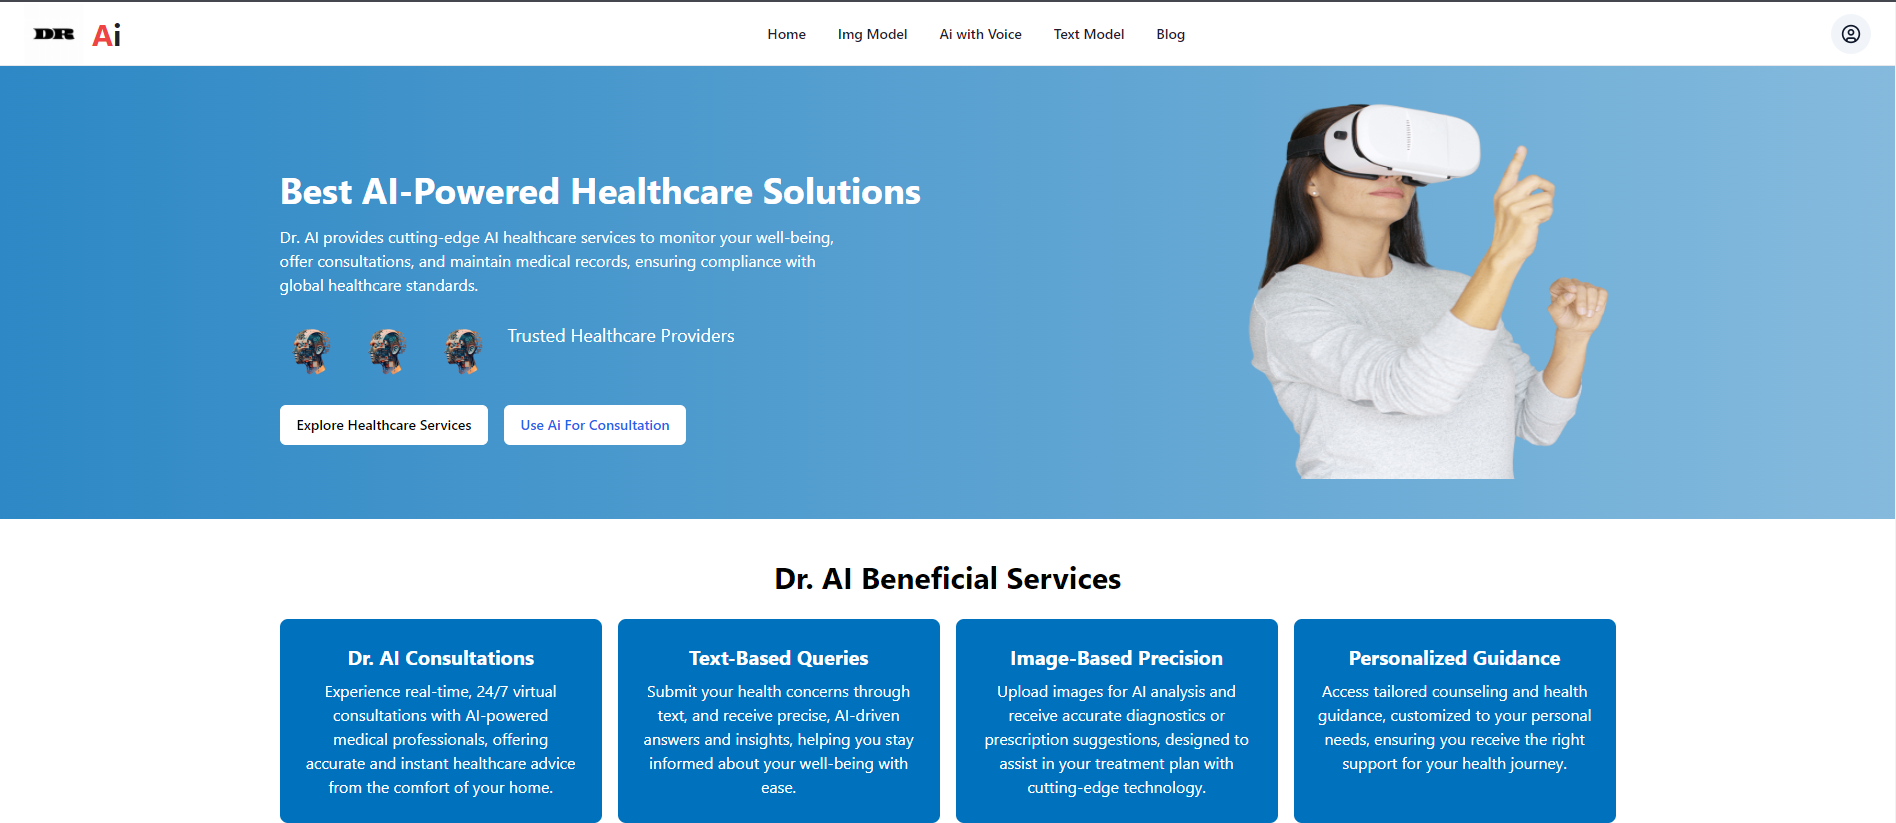 DR Ai
Home Img Model Ai with Voice Text Model Blog
Best AI-Powered Healthcare Solutions
Dr. AI provides cutting-edge AI healthcare services to monitor your well-being,
offer consultations, and maintain medical records, ensuring compliance with
global healthcare standards.
Trusted Healthcare Providers
Explore Healthcare Services
Use Ai For Consultation
Dr. AI Beneficial Services
Dr. AI Consultations
Experience real-time, 24/7 virtual
consultations with AI-powered
medical professionals, offering
accurate and instant healthcare advice
from the comfort of your home.
Text-Based Queries
Submit your health concerns through
text, and receive precise, AI-driven
answers and insights, helping you stay
informed about your well-being with
ease.
Image-Based Precision
Upload images for AI analysis and
receive accurate diagnostics or
prescription suggestions, designed to
assist in your treatment plan with
cutting-edge technology.
Personalized Guidance
Access tailored counseling and health
guidance, customized to your personal
needs, ensuring you receive the right
support for your health journey.